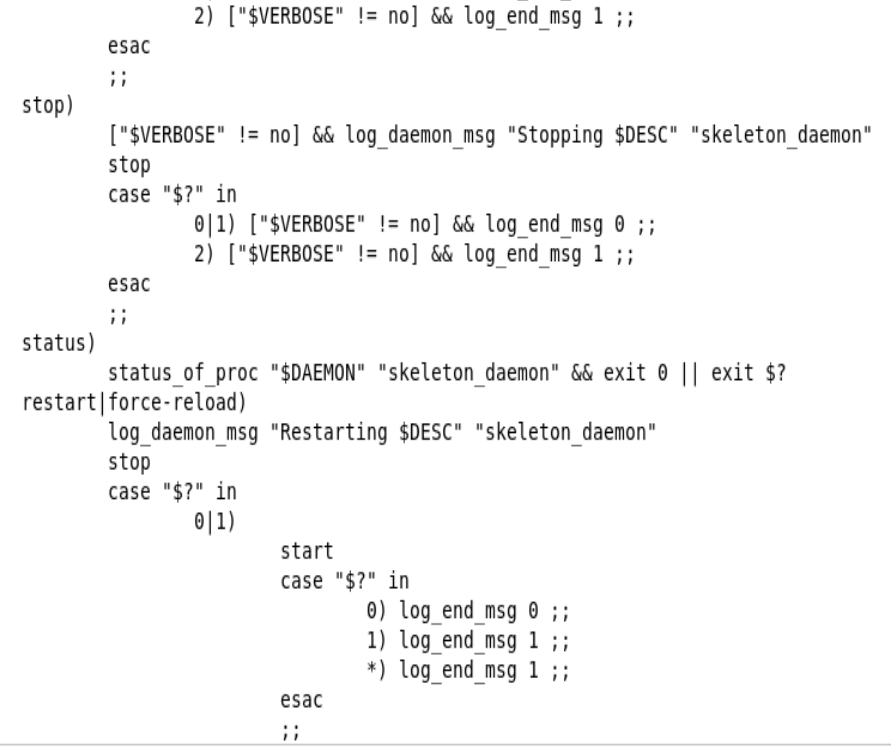 2) ["$VERBOSE" != no] && log_end_msg 1 ;;
esac
;;
stop)
["$VERBOSE" != no] && log_daemon_msg "Stopping $DESC" "skeleton_daemon"
stop
case "$?" in
0|1) ["$VERBOSE" != no] && log_end_msg 0 ;;
2) ["$VERBOSE" != no] && log_end_msg 1 ;;
esac
;;
status)
status_of_proc "$DAEMON" "skeleton_daemon" && exit 0 || exit $?
restart|force-reload)
log_daemon_msg "Restarting $DESC" "skeleton_daemon"
stop
case "$?" in
0|1)
start
case "$?" in
0) log_end_msg 0 ;;
1) log_end_msg 1 ;;
*) log_end_msg 1 ;;
esac
;;